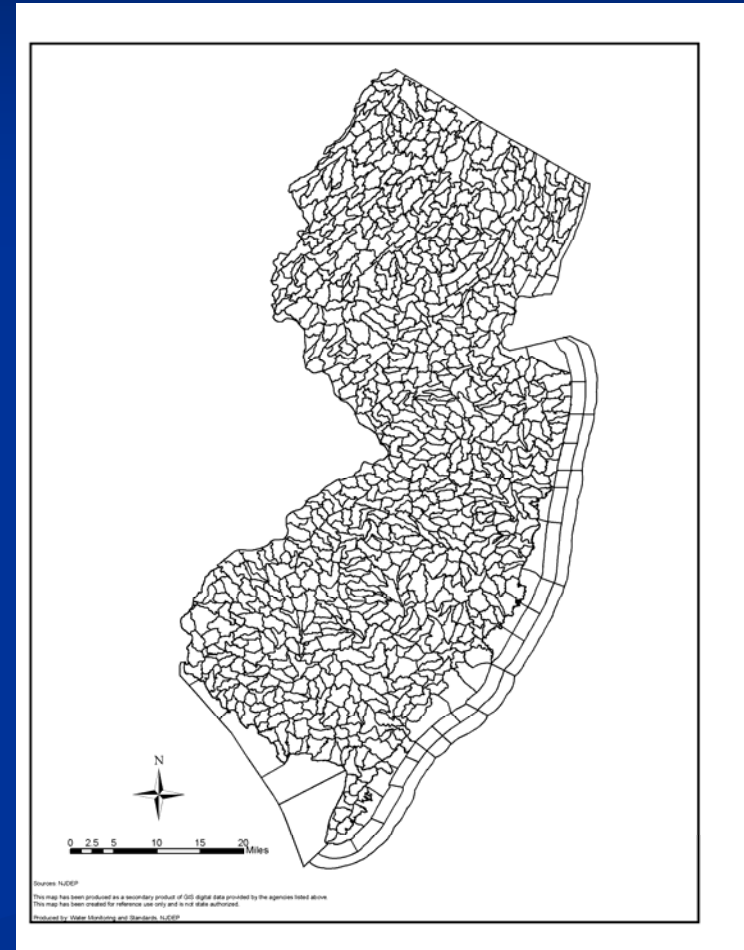 N
0 2.5 5 10 15 20
Miles
Sources: NJDEP
This map has been produced as a secondary product of GIS digital data provided by the agencies listed above.
This map has been created for reference use only and is not state authorized.
Produced by: Water Monitoring and Standards, NJDEP